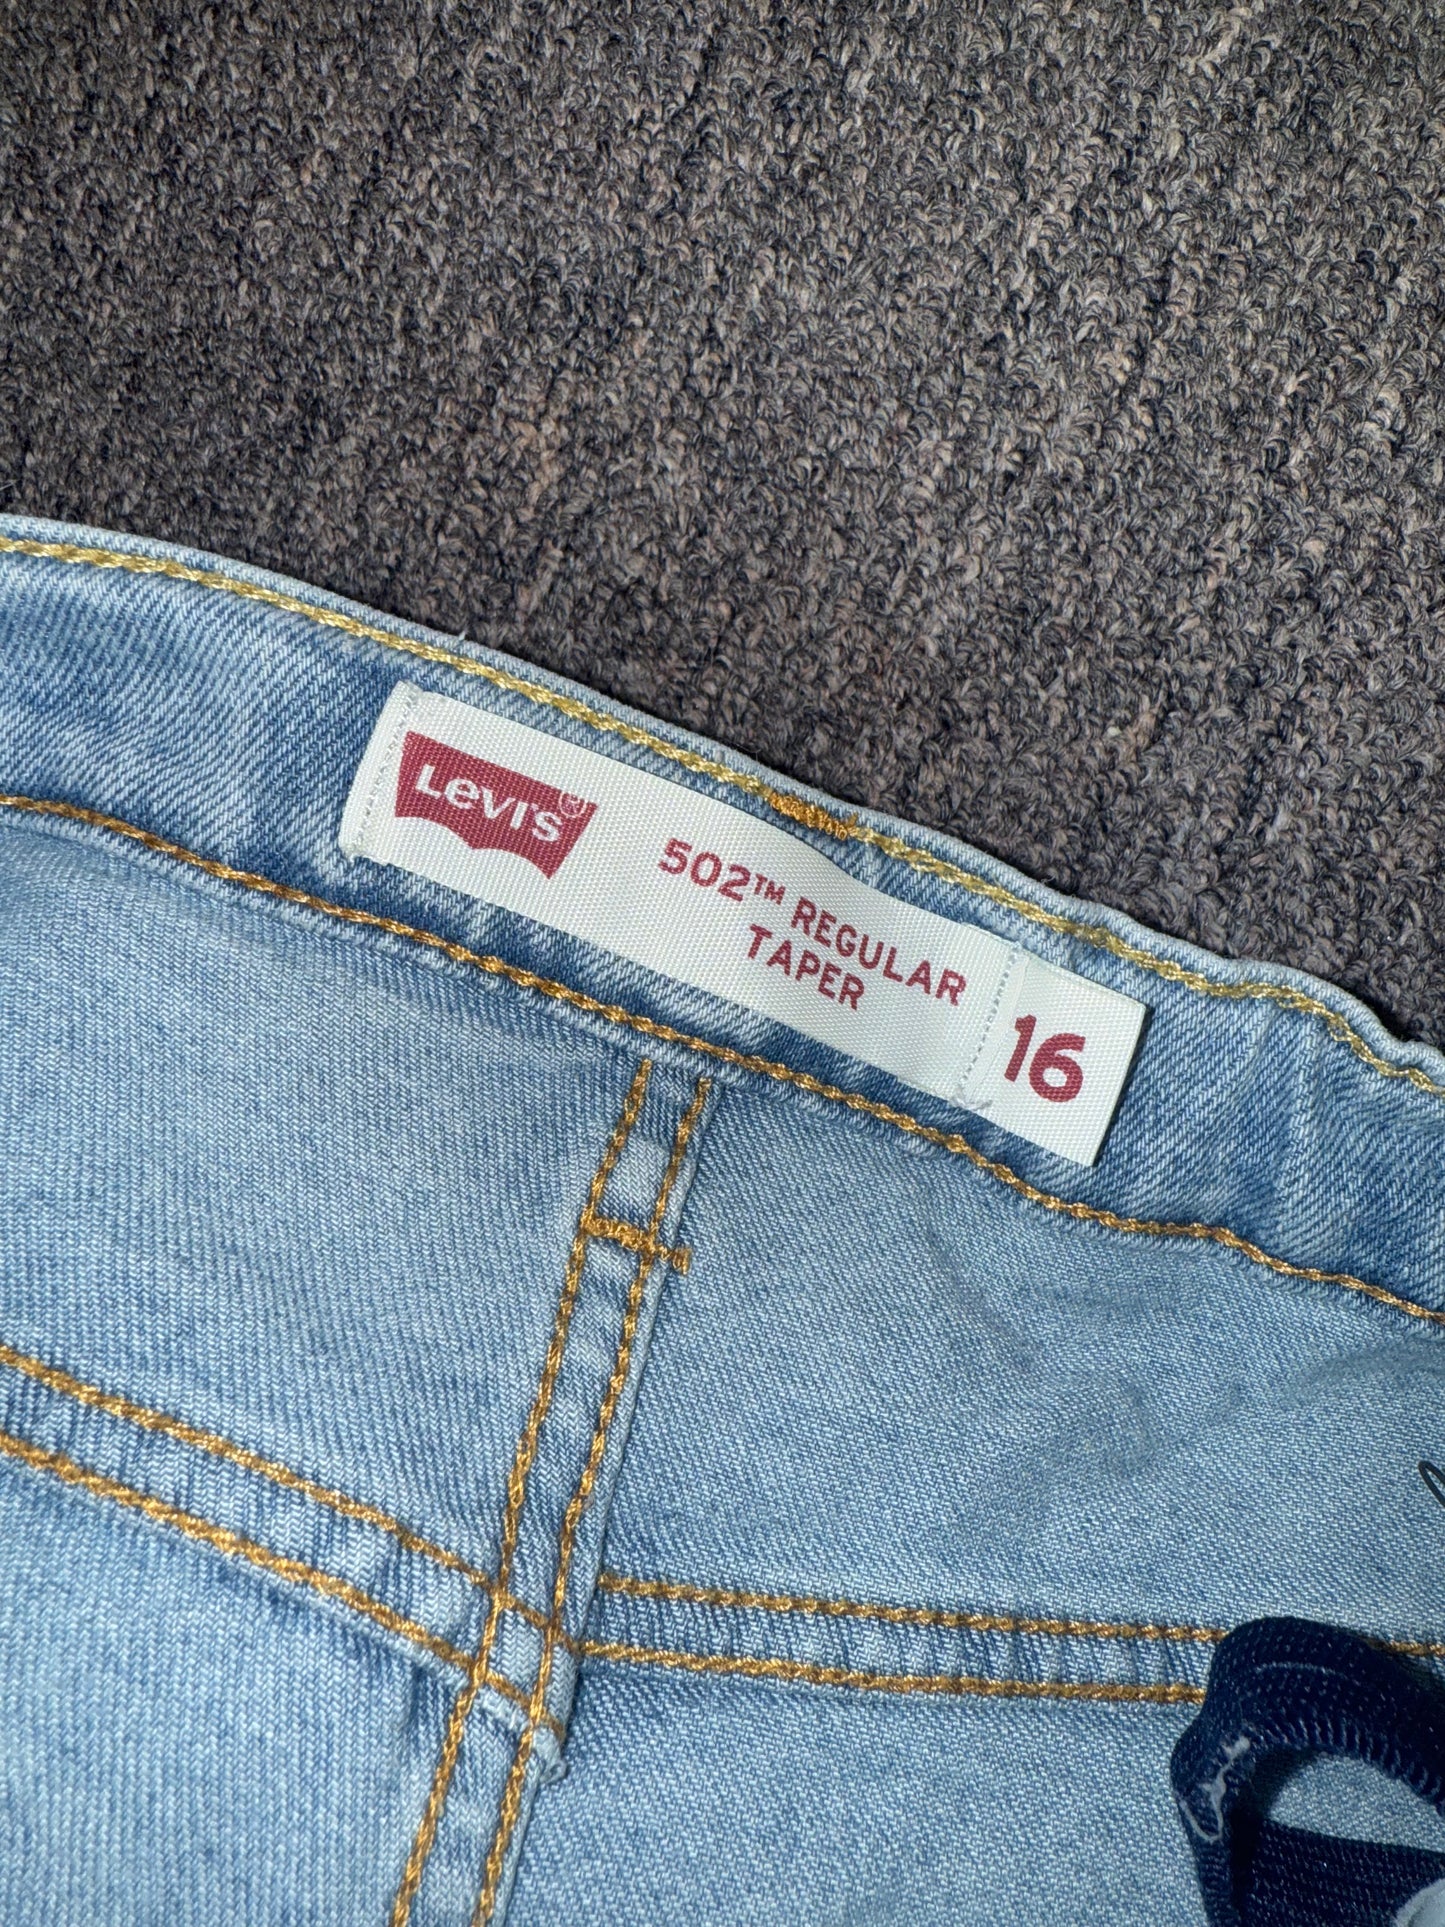 Levi's®
502™ REGULAR
TAPER
16